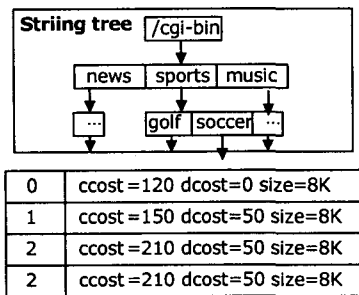 Striing tree
/cgi-bin
news sports music
... golf soccer ...
0 ccost=120 dcost=0 size=8K
1 ccost=150 dcost=50 size=8K
2 ccost=210 dcost=50 size=8K
2 ccost=210 dcost=50 size=8K